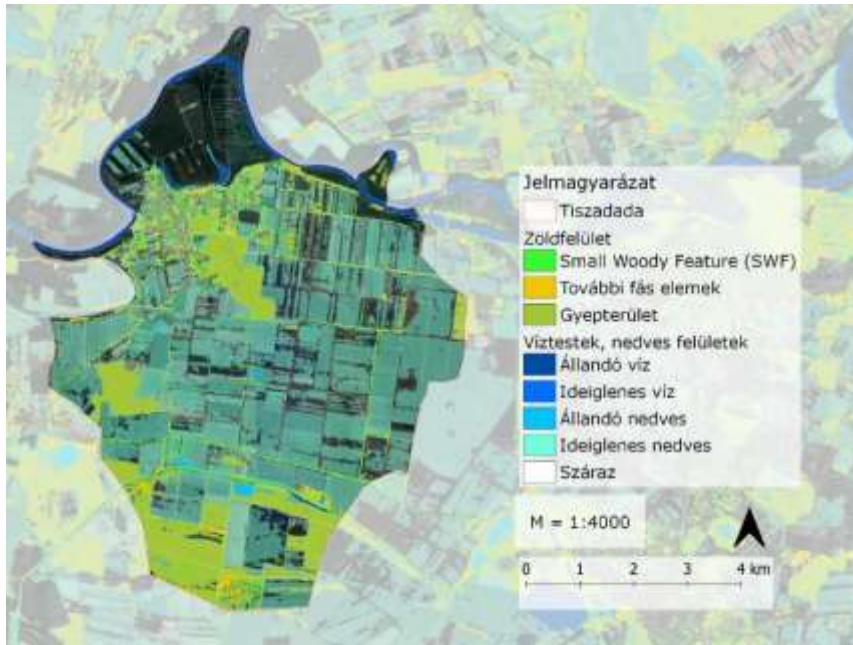 Jelmagyarázat
Tiszadada
Zöldfelület
Small Woody Feature (SWF)
További fás elemek
Gyepterület
Víztestek, nedves felületek
Állandó víz
Ideiglenes víz
Állandó nedves
Ideiglenes nedves
Száraz
M = 1:4000
0 1 2 3 4 km